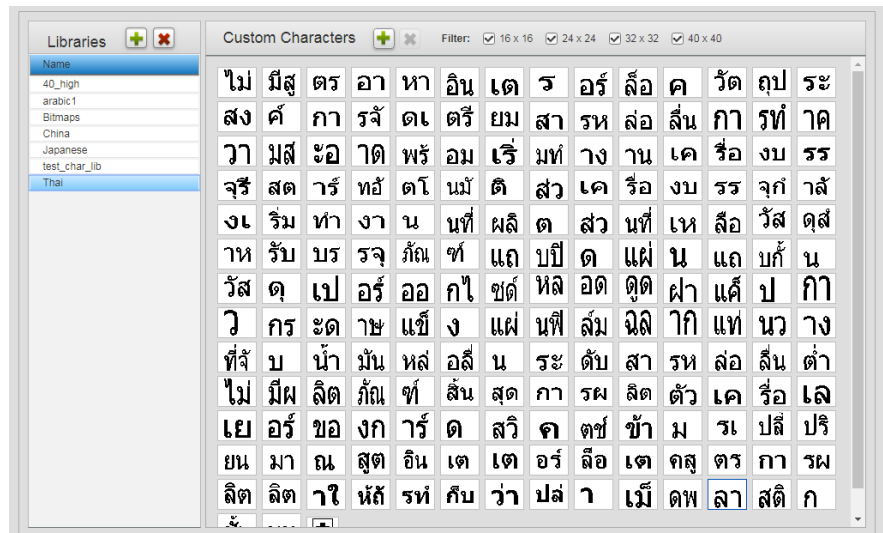 Libraries
Custom Characters Filter: 16 x 16 24 x 24 32 x 32 40 x 40
Name
40_high
arabic1
Bitmaps
China
Japanese
test_char_lib
Thai
ไม่ มีสู ตร อา หา อิน เต ร อร์ ล็อ ค วัต ถุป ระ
สง ค์ กา รจั ดเ ตรี ยม สา รห ล่อ ลื่น กา รทำ าค
วา มส ะอ าด พร้ อม เริ่ มทำ าง าน เค รื่อ งบ รร
จุรี สต าร์ ทอั ตโ นมั ติ ส่ว เค รื่อ งบ รร จุกำ าลั
งเ ริ่ม ทำ งา น นที่ ผลิ ต ส่ว นที่ เห ลือ วัส ดุสำ
าห รับ บร รจุ ภัณ ฑ์ แถ บปิ ด แผ่ น แถ บกั้ น
วัส ดุ เป อร์ ออ กไ ซด์ หล อด ดูด ฝา แค็ ป กา
ว กร ะด าษ แข็ ง แผ่ นฟิ ล์ม ฉลิ าก แท่ นว าง
ที่จั บ น้ำ มัน หล่ อลื่ น ระ ดับ สา รห ล่อ ลื่น ต่ำ
ไม่ มีผ ลิต ภัณ ฑ์ สิ้น สุด กา รผ ลิต ตัว เค รื่อ เล
เย อร์ ขอ งก าร์ ด สวิ ค ตช์ ข้า ม รเ ปลี่ ปริ
ยน มา ณ สูต อิน เต เต อร์ ล็อ เต คสู ตร กา รผ
ลิต ลิต าใ ห้ถั รทำ ก็บ ว่า ปล่ า เม็ ดพ ลา สติ ก